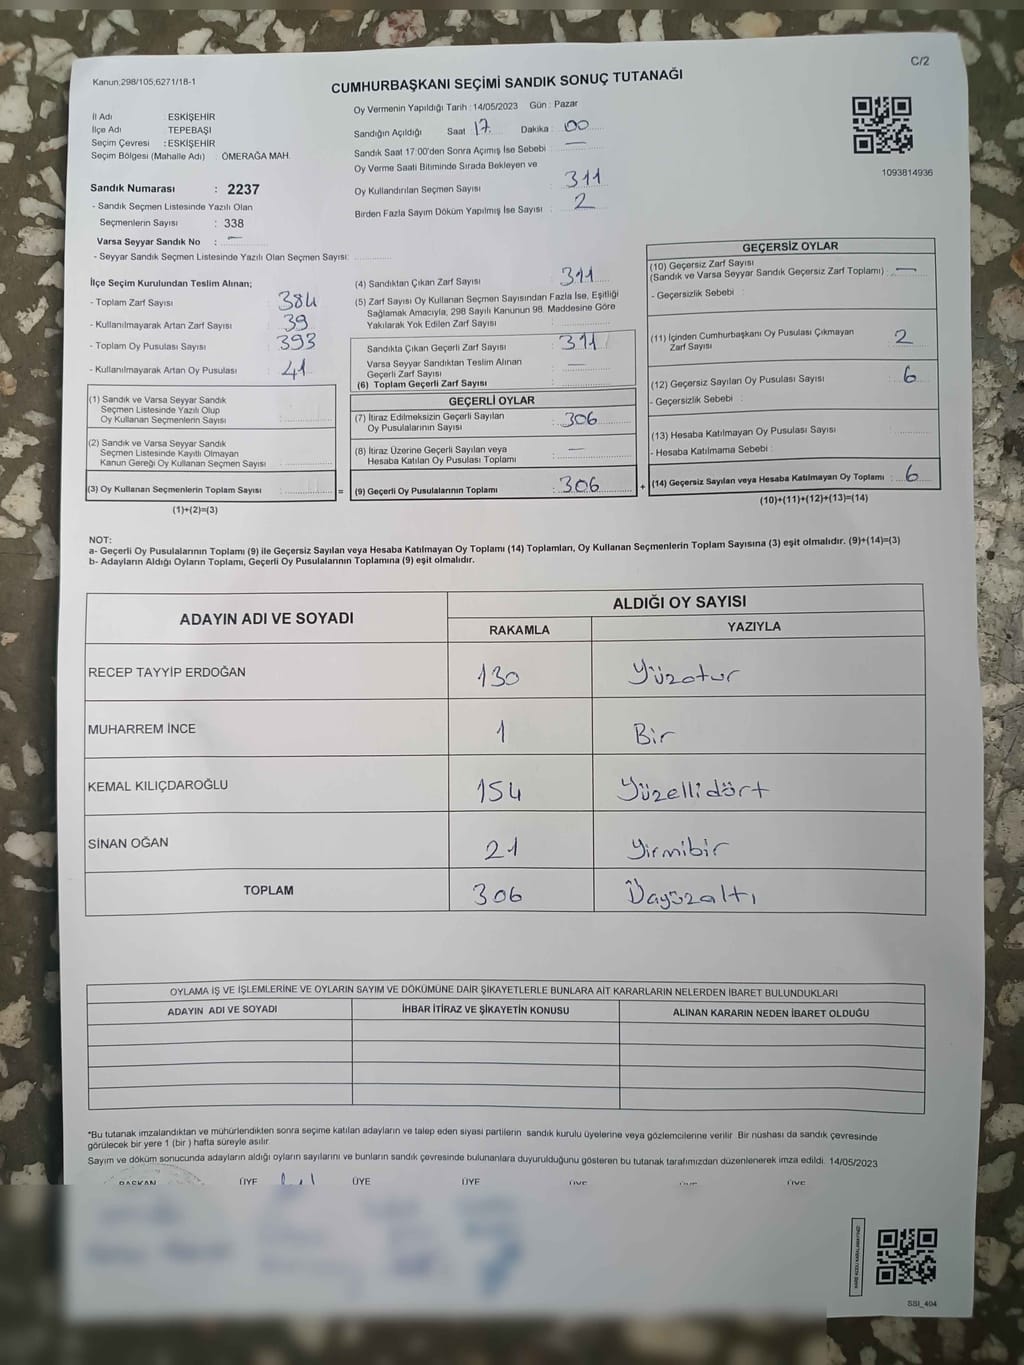 C/2
Kanun:298/105;6271/18-1
CUMHURBAŞKANI SEÇİMİ SANDIK SONUÇ TUTANAĞI
İl Adı : ESKİŞEHİR
İlçe Adı : TEPEBAŞI
Seçim Çevresi : ESKİŞEHİR
Seçim Bölgesi (Mahalle Adı) : ÖMERAĞA MAH.
Sandık Numarası : 2237
- Sandık Seçmen Listesinde Yazılı Olan
Seçmenlerin Sayısı : 338
Varsa Seyyar Sandık No : —
- Seyyar Sandık Seçmen Listesinde Yazılı Olan Seçmen Sayısı:
Oy Vermenin Yapıldığı Tarih : 14/05/2023 Gün : Pazar
Sandığın Açıldığı Saat 17 Dakika : 00
Sandık Saat 17:00'den Sonra Açımış İse Sebebi : —
Oy Verme Saati Bitiminde Sırada Bekleyen ve
Oy Kullandırılan Seçmen Sayısı : 311
Birden Fazla Sayım Döküm Yapılmış İse Sayısı : 2
1093814936
İlçe Seçim Kurulundan Teslim Alınan;
- Toplam Zarf Sayısı : 384
- Kullanılmayarak Artan Zarf Sayısı : 39
- Toplam Oy Pusulası Sayısı : 393
- Kullanılmayarak Artan Oy Pusulası : 41
(1) Sandık ve Varsa Seyyar Sandık
Seçmen Listesinde Yazılı Olup
Oy Kullanan Seçmenlerin Sayısı :
(2) Sandık ve Varsa Seyyar Sandık
Seçmen Listesinde Kayıtlı Olmayan
Kanun Gereği Oy Kullanan Seçmen Sayısı :
(3) Oy Kullanan Seçmenlerin Toplam Sayısı :
(1)+(2)=(3)
=
(4) Sandıktan Çıkan Zarf Sayısı : 311
(5) Zarf Sayısı Oy Kullanan Seçmen Sayısından Fazla İse, Eşitliği
Sağlamak Amacıyla, 298 Sayılı Kanunun 98. Maddesine Göre
Yakılarak Yok Edilen Zarf Sayısı :
Sandıkta Çıkan Geçerli Zarf Sayısı : 311
Varsa Seyyar Sandıktan Teslim Alınan
Geçerli Zarf Sayısı : —
(6) Toplam Geçerli Zarf Sayısı :
GEÇERLİ OYLAR
(7) İtiraz Edilmeksizin Geçerli Sayılan
Oy Pusulalarının Sayısı : 306
(8) İtiraz Üzerine Geçerli Sayılan veya
Hesaba Katılan Oy Pusulası Toplamı : —
(9) Geçerli Oy Pusulalarının Toplamı : 306
+
GEÇERSİZ OYLAR
(10) Geçersiz Zarf Sayısı
(Sandık ve Varsa Seyyar Sandık Geçersiz Zarf Toplamı) : —
- Geçersizlik Sebebi :
(11) İçinden Cumhurbaşkanı Oy Pusulası Çıkmayan
Zarf Sayısı : 2
(12) Geçersiz Sayılan Oy Pusulası Sayısı : 6
- Geçersizlik Sebebi :
(13) Hesaba Katılmayan Oy Pusulası Sayısı :
- Hesaba Katılmama Sebebi :
(14) Geçersiz Sayılan veya Hesaba Katılmayan Oy Toplamı : 6
(10)+(11)+(12)+(13)=(14)
NOT:
a- Geçerli Oy Pusulalarının Toplamı (9) ile Geçersiz Sayılan veya Hesaba Katılmayan Oy Toplamı (14) Toplamları, Oy Kullanan Seçmenlerin Toplam Sayısına (3) eşit olmalıdır. (9)+(14)=(3)
b- Adayların Aldığı Oyların Toplamı, Geçerli Oy Pusulalarının Toplamına (9) eşit olmalıdır.
ADAYIN ADI VE SOYADI
ALDIĞI OY SAYISI
RAKAMLA YAZIYLA
RECEP TAYYİP ERDOĞAN 130 Yüzotuz
MUHARREM İNCE 1 Bir
KEMAL KILIÇDAROĞLU 154 Yüzellidört
SİNAN OĞAN 21 Yirmibir
TOPLAM 306 Üçyüzaltı
OYLAMA İŞ VE İŞLEMLERİNE VE OYLARIN SAYIM VE DÖKÜMÜNE DAİR ŞİKAYETLERLE BUNLARA AİT KARARLARIN NELERDEN İBARET BULUNDUKLARI
ADAYIN ADI VE SOYADI İHBAR İTİRAZ VE ŞİKAYETİN KONUSU ALINAN KARARIN NEDEN İBARET OLDUĞU
*Bu tutanak imzalandıktan ve mühürlendikten sonra seçime katılan adayların ve talep eden siyasi partilerin sandık kurulu üyelerine veya gözlemcilerine verilir. Bir nüshası da sandık çevresinde
görülecek bir yere 1 (bir) hafta süreyle asılır.
Sayım ve döküm sonucunda adayların aldığı oyların sayılarını ve bunların sandık çevresinde bulunanlara duyurulduğunu gösteren bu tutanak tarafımızdan düzenlenerek imza edildi. 14/05/2023
BAŞKAN ÜYE ÜYE ÜYE ÜYE ÜYE ÜYE
SSI_404